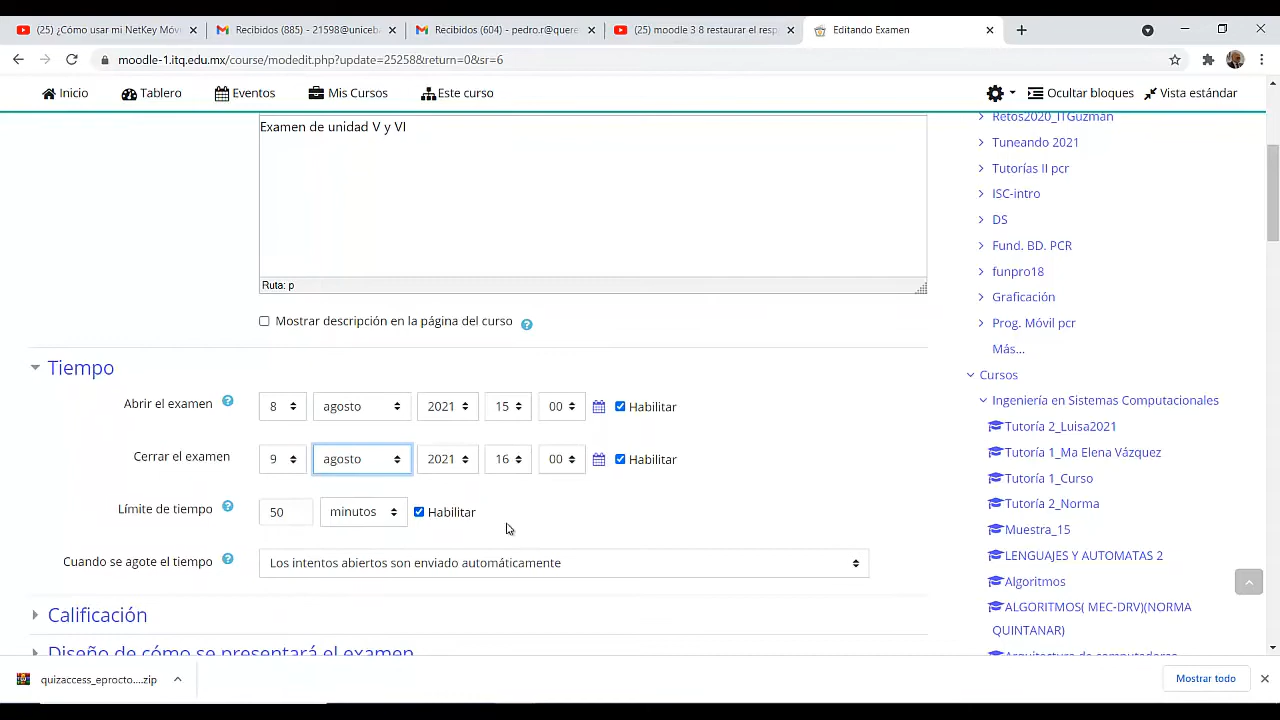 (25) ¿Cómo usar mi NetKey Móv
Recibidos (885) - 21598@uniceb
Recibidos (604) - pedro.r@quere
(25) moodle 3 8 restaurar el resp
Editando Examen
moodle-1.itq.edu.mx/course/modedit.php?update=25258&return=0&sr=6
Inicio
Tablero
Eventos
Mis Cursos
Este curso
Ocultar bloques
Vista estándar
Examen de unidad V y VI
Ruta: p
Mostrar descripción en la página del curso
Tiempo
Abrir el examen
8
agosto
2021
15
00
Habilitar
Cerrar el examen
9
agosto
2021
16
00
Habilitar
Límite de tiempo
50
minutos
Habilitar
Cuando se agote el tiempo
Los intentos abiertos son enviado automáticamente
Calificación
Diseño de cómo se presentará el examen
Retos2020_ITGuzman
Tuneando 2021
Tutorías II pcr
ISC-intro
DS
Fund. BD. PCR
funpro18
Graficación
Prog. Móvil pcr
Más...
Cursos
Ingeniería en Sistemas Computacionales
Tutoría 2_Luisa2021
Tutoría 1_Ma Elena Vázquez
Tutoria 1_Curso
Tutoría 2_Norma
Muestra_15
LENGUAJES Y AUTOMATAS 2
Algoritmos
ALGORITMOS( MEC-DRV)(NORMA
QUINTANAR)
Arquitectura de computadoras
quizaccess_eprocto....zip
Mostrar todo